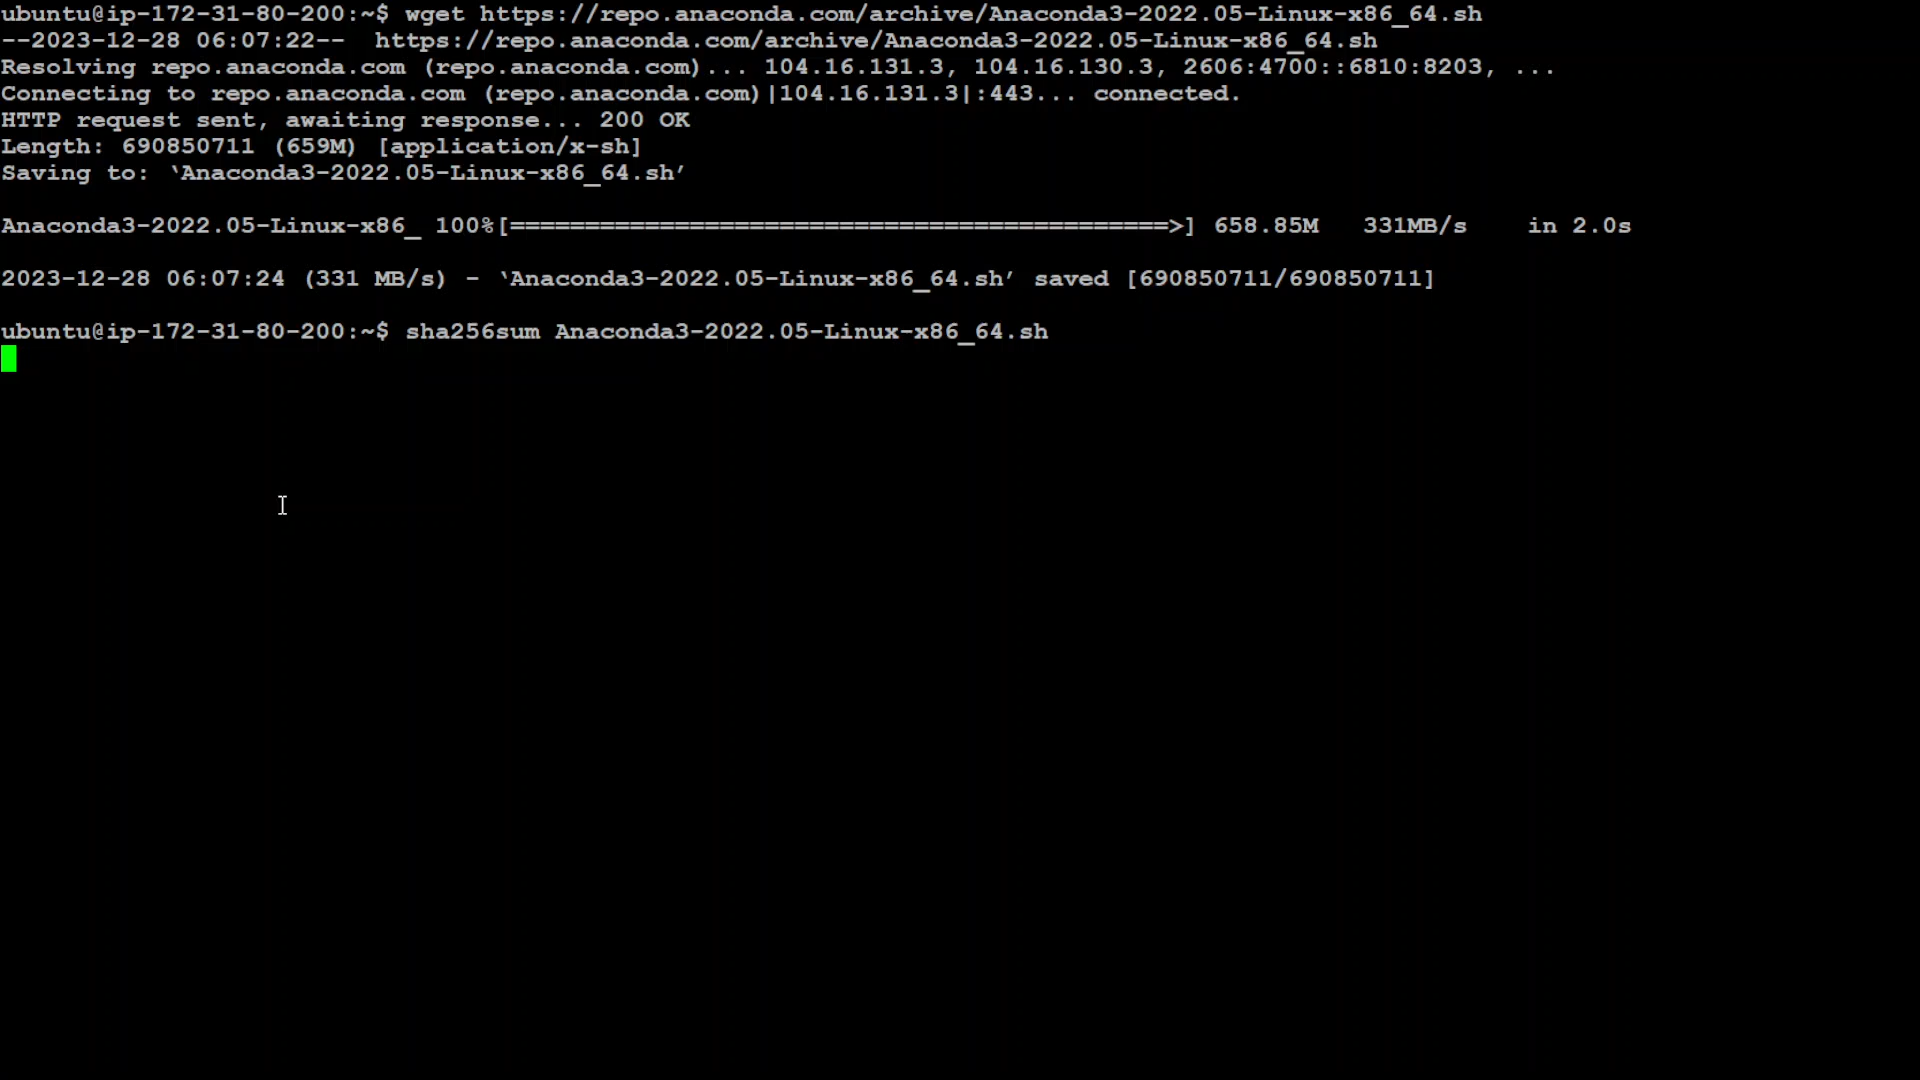 ubuntu@ip-172-31-80-200:~$ wget https://repo.anaconda.com/archive/Anaconda3-2022.05-Linux-x86_64.sh
--2023-12-28 06:07:22--  https://repo.anaconda.com/archive/Anaconda3-2022.05-Linux-x86_64.sh
Resolving repo.anaconda.com (repo.anaconda.com)... 104.16.131.3, 104.16.130.3, 2606:4700::6810:8203, ...
Connecting to repo.anaconda.com (repo.anaconda.com)|104.16.131.3|:443... connected.
HTTP request sent, awaiting response... 200 OK
Length: 690850711 (659M) [application/x-sh]
Saving to: ‘Anaconda3-2022.05-Linux-x86_64.sh’
Anaconda3-2022.05-Linux-x86_ 100%[============================================>] 658.85M   331MB/s    in 2.0s
2023-12-28 06:07:24 (331 MB/s) - ‘Anaconda3-2022.05-Linux-x86_64.sh’ saved [690850711/690850711]
ubuntu@ip-172-31-80-200:~$ sha256sum Anaconda3-2022.05-Linux-x86_64.sh